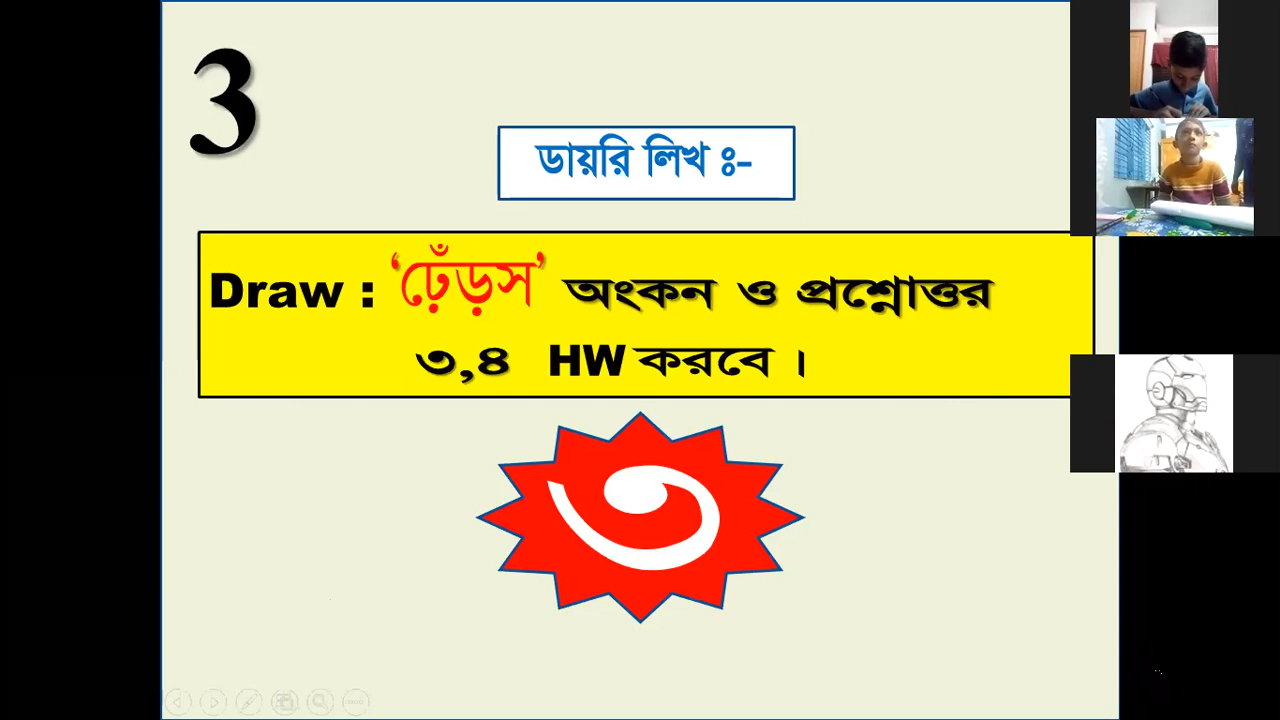 3
ডায়রি লিখ ঃ-
Draw : ‘ঢেঁড়স’ অংকন ও প্রশ্নোত্তর
৩,৪ HW করবে ।
৩